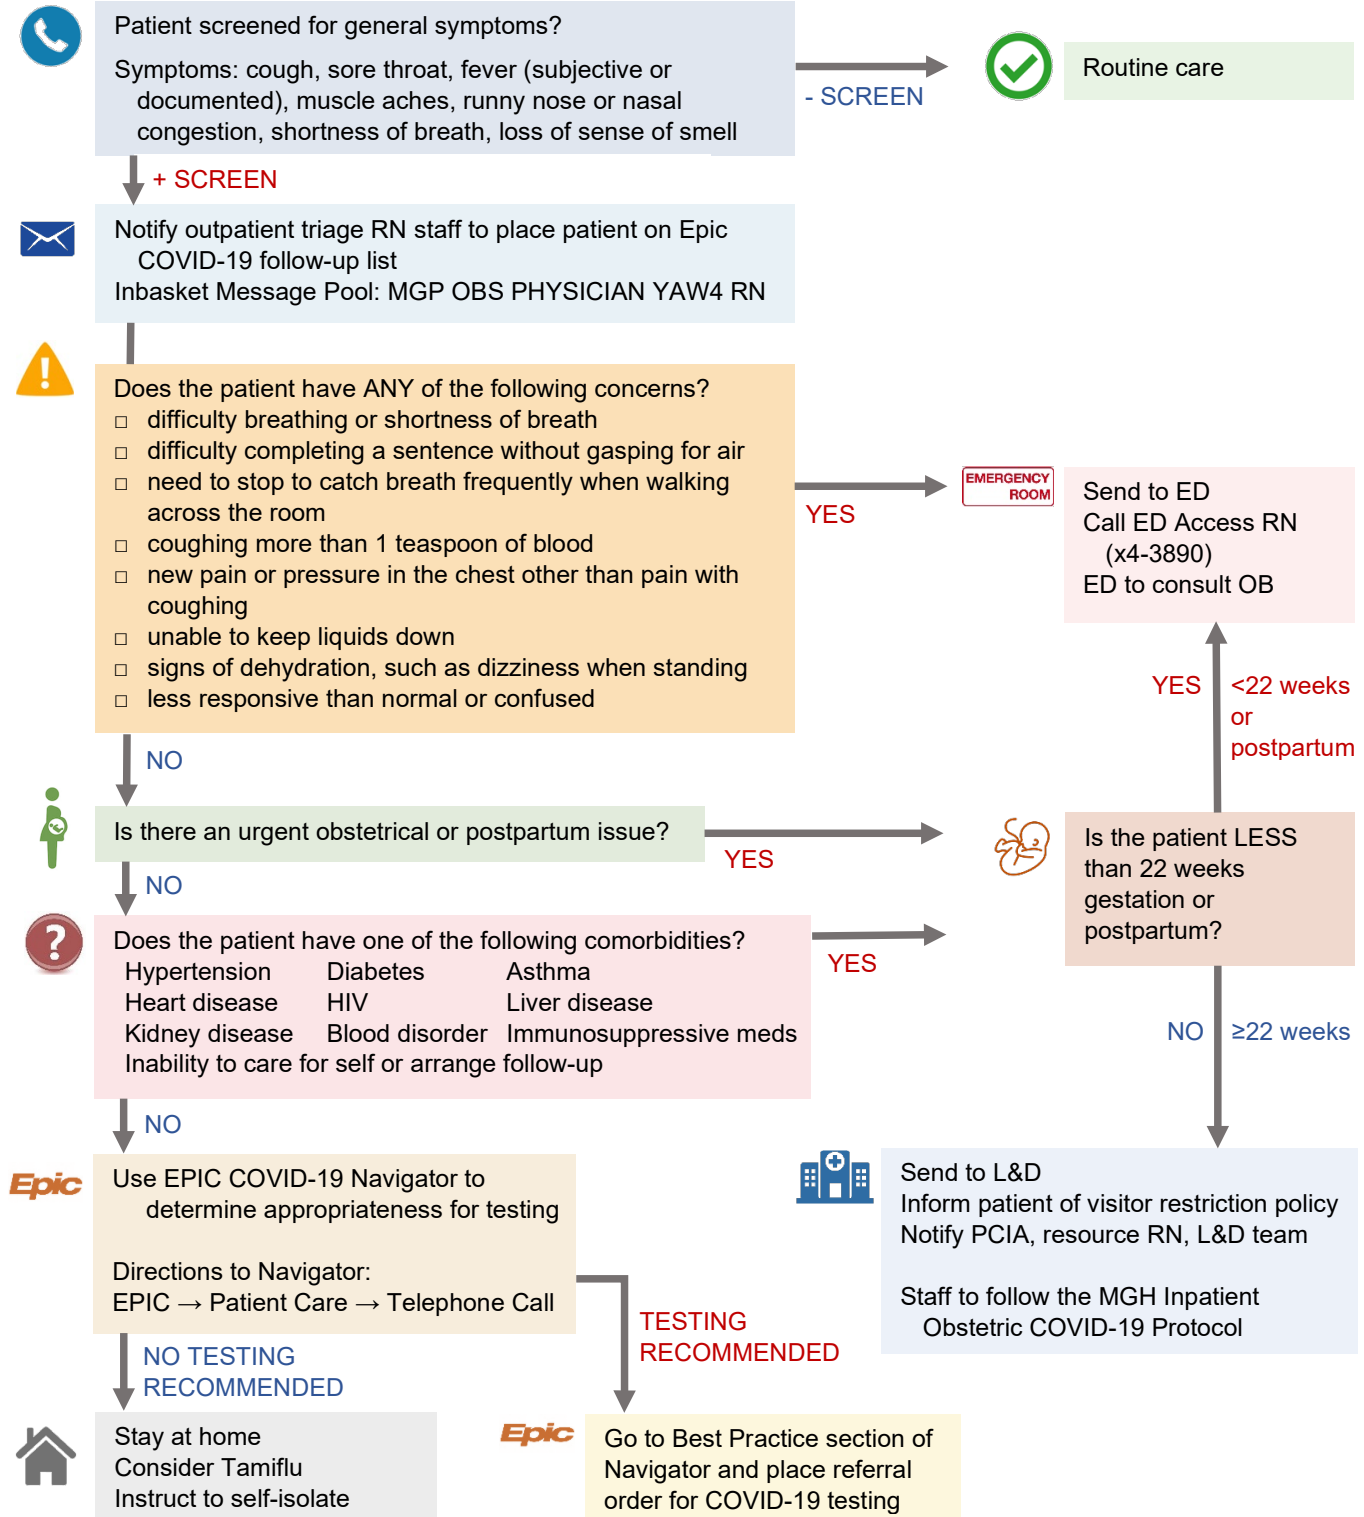 Patient screened for general symptoms?
Symptoms: cough, sore throat, fever (subjective or
documented), muscle aches, runny nose or nasal
congestion, shortness of breath, loss of sense of smell
- SCREEN
Routine care
+ SCREEN
Notify outpatient triage RN staff to place patient on Epic
COVID-19 follow-up list
Inbasket Message Pool: MGP OBS PHYSICIAN YAW4 RN
Does the patient have ANY of the following concerns?
□ difficulty breathing or shortness of breath
□ difficulty completing a sentence without gasping for air
□ need to stop to catch breath frequently when walking
across the room
□ coughing more than 1 teaspoon of blood
□ new pain or pressure in the chest other than pain with
coughing
□ unable to keep liquids down
□ signs of dehydration, such as dizziness when standing
□ less responsive than normal or confused
YES
EMERGENCY
ROOM
Send to ED
Call ED Access RN
(x4-3890)
ED to consult OB
YES
<22 weeks
or
postpartum
NO
Is there an urgent obstetrical or postpartum issue?
YES
Is the patient LESS
than 22 weeks
gestation or
postpartum?
NO
Does the patient have one of the following comorbidities?
Hypertension Diabetes Asthma
Heart disease HIV Liver disease
Kidney disease Blood disorder Immunosuppressive meds
Inability to care for self or arrange follow-up
YES
NO ≥22 weeks
NO
Epic
Use EPIC COVID-19 Navigator to
determine appropriateness for testing
Directions to Navigator:
EPIC → Patient Care → Telephone Call
Send to L&D
Inform patient of visitor restriction policy
Notify PCIA, resource RN, L&D team
Staff to follow the MGH Inpatient
Obstetric COVID-19 Protocol
NO TESTING
RECOMMENDED
TESTING
RECOMMENDED
Stay at home
Consider Tamiflu
Instruct to self-isolate
Epic
Go to Best Practice section of
Navigator and place referral
order for COVID-19 testing